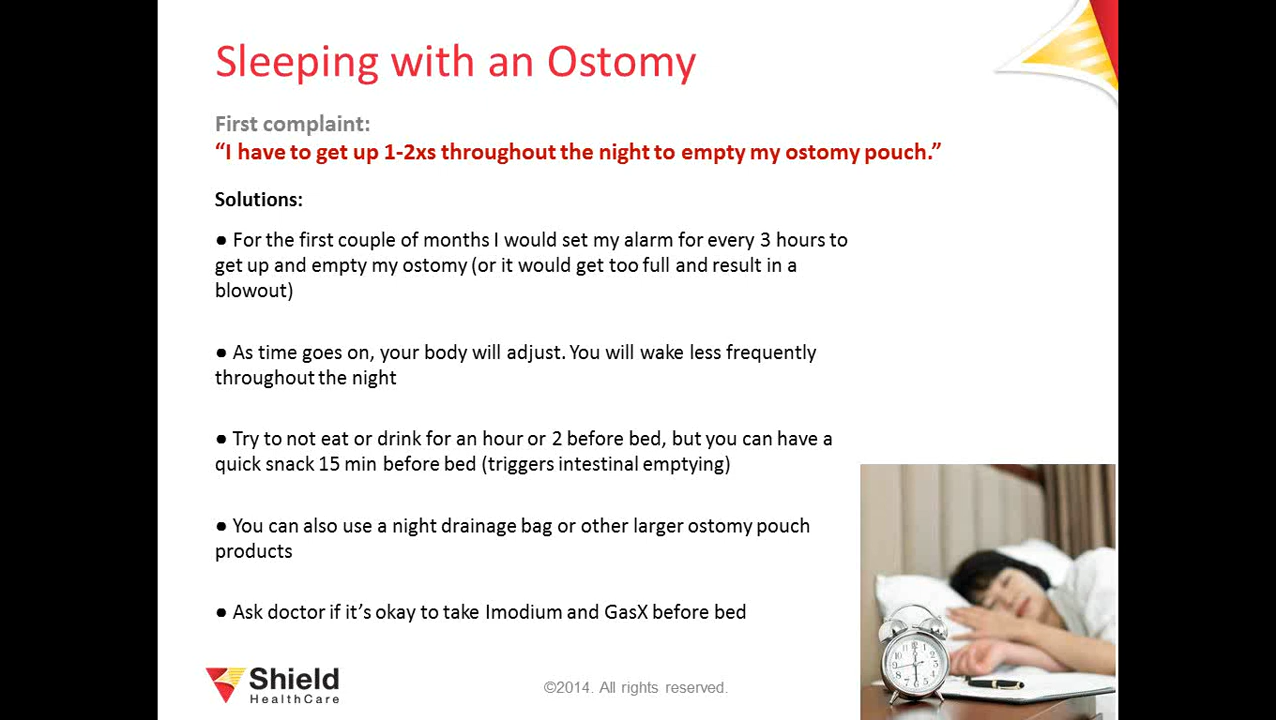 Sleeping with an Ostomy
First complaint:
“I have to get up 1-2xs throughout the night to empty my ostomy pouch.”
Solutions:
● For the first couple of months I would set my alarm for every 3 hours to
get up and empty my ostomy (or it would get too full and result in a
blowout)
● As time goes on, your body will adjust. You will wake less frequently
throughout the night
● Try to not eat or drink for an hour or 2 before bed, but you can have a
quick snack 15 min before bed (triggers intestinal emptying)
● You can also use a night drainage bag or other larger ostomy pouch
products
● Ask doctor if it’s okay to take Imodium and GasX before bed
Shield
HealthCare
©2014. All rights reserved.